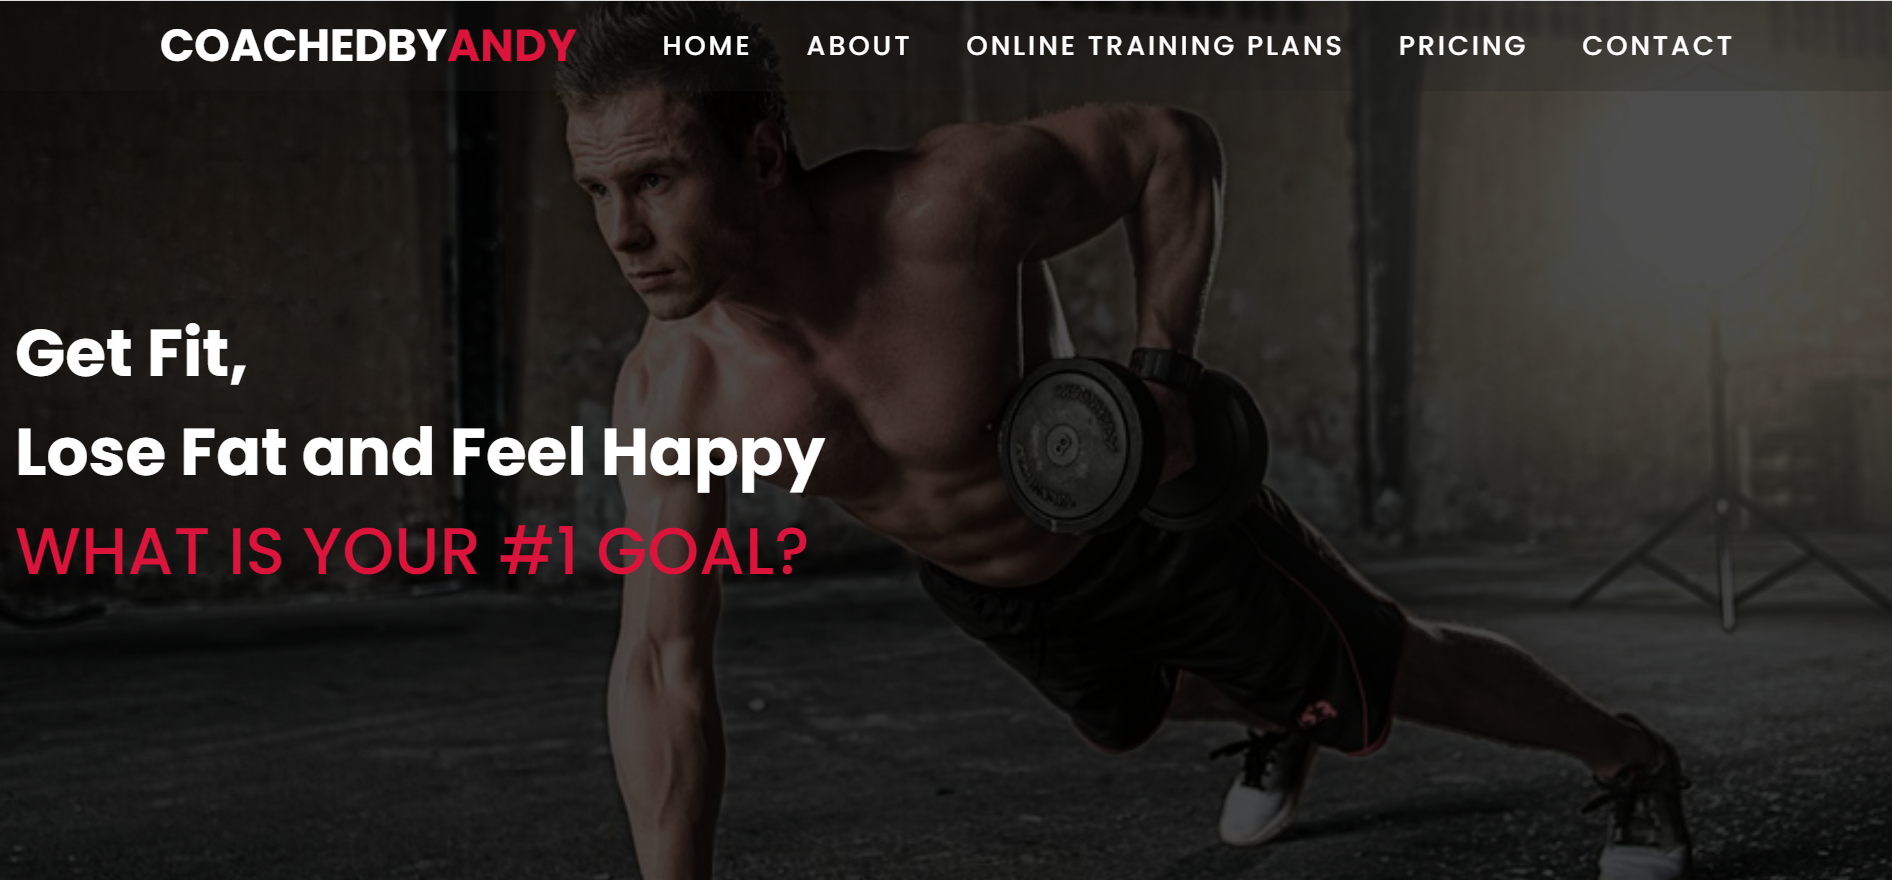 COACHEDBYANDY HOME ABOUT ONLINE TRAINING PLANS PRICING CONTACT
Get Fit,
Lose Fat and Feel Happy
WHAT IS YOUR #1 GOAL?